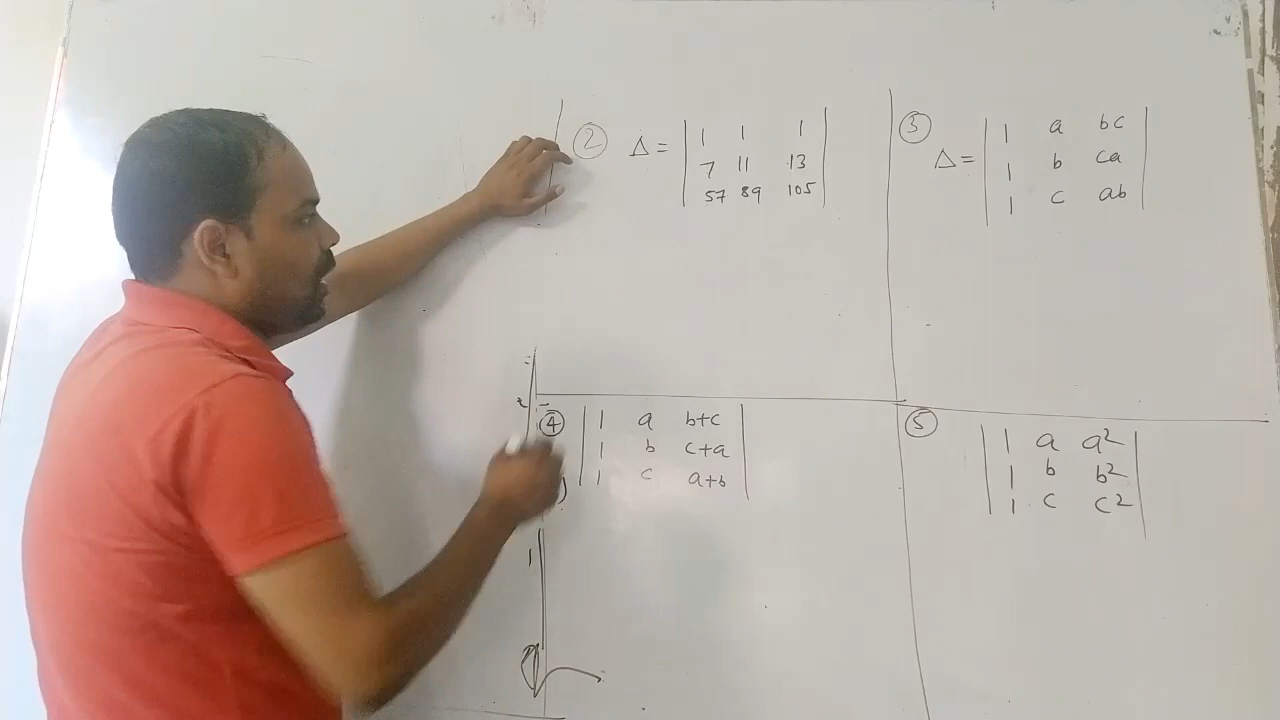 ② Δ = | 1 1 1 |
| 7 11 13 |
| 57 89 105 |
③ Δ = | 1 a bc |
| 1 b ca |
| 1 c ab |
④ | 1 a b+c |
| 1 b c+a |
| 1 c a+b |
⑤ | 1 a a² |
| 1 b b² |
| 1 c c² |